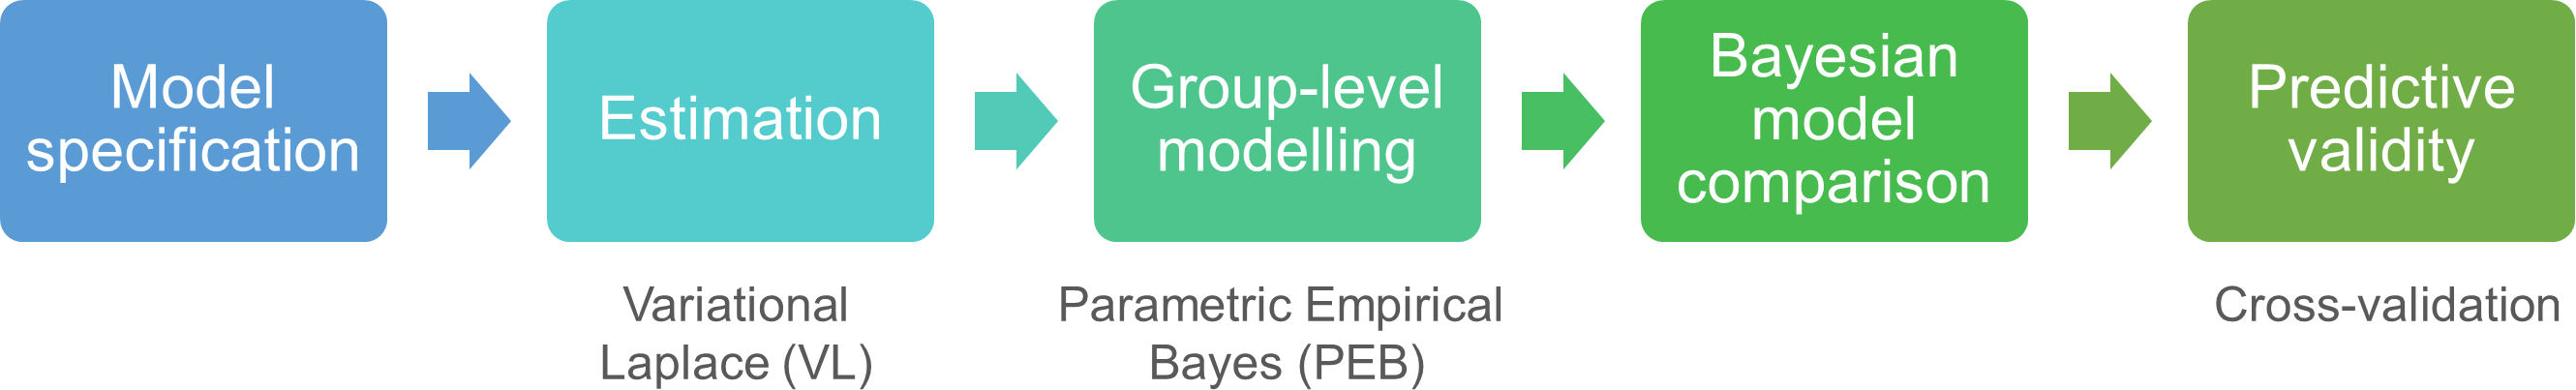 Model
specification
Estimation
Group-level
modelling
Bayesian
model
comparison
Predictive
validity
Variational
Laplace (VL)
Parametric Empirical
Bayes (PEB)
Cross-validation